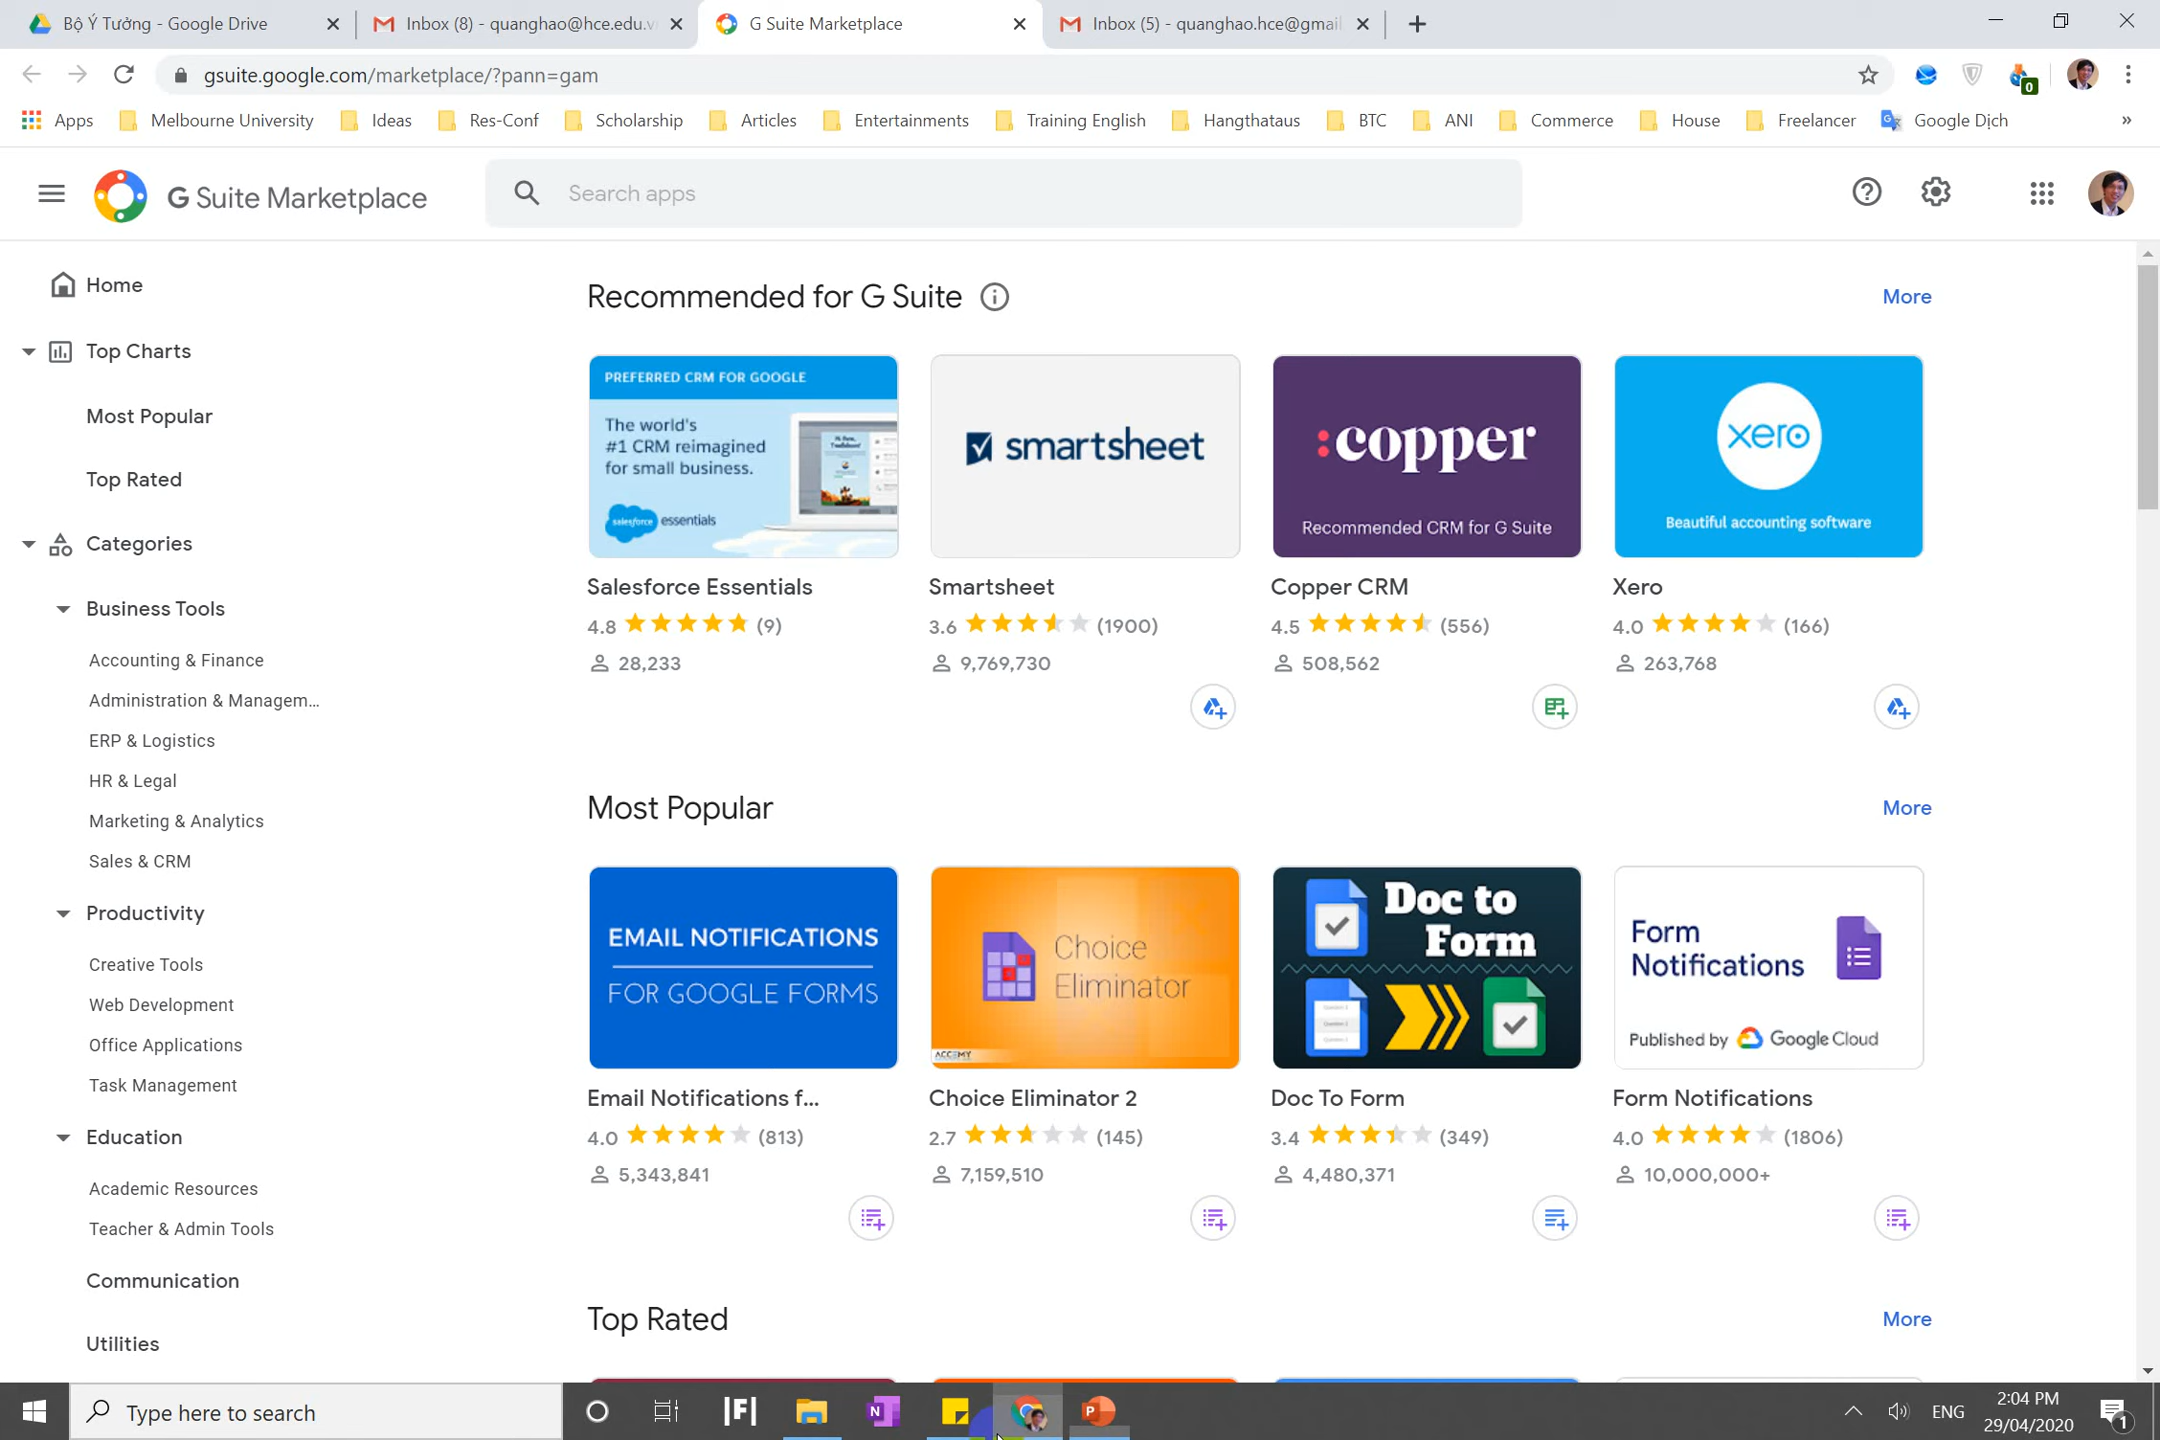 Bộ Ý Tưởng - Google Drive
Inbox (8) - quanghao@hce.edu.v
G Suite Marketplace
Inbox (5) - quanghao.hce@gmail
gsuite.google.com/marketplace/?pann=gam
0
Apps
Melbourne University
Ideas
Res-Conf
Scholarship
Articles
Entertainments
Training English
Hangthataus
BTC
ANI
Commerce
House
Freelancer
Google Dịch
»
G Suite Marketplace
Search apps
Home
Top Charts
Most Popular
Top Rated
Categories
Business Tools
Accounting & Finance
Administration & Managem...
ERP & Logistics
HR & Legal
Marketing & Analytics
Sales & CRM
Productivity
Creative Tools
Web Development
Office Applications
Task Management
Education
Academic Resources
Teacher & Admin Tools
Communication
Utilities
Recommended for G Suite
More
PREFERRED CRM FOR GOOGLE
The world's
#1 CRM reimagined
for small business.
salesforce essentials
Salesforce Essentials
4.8 (9)
28,233
smartsheet
Smartsheet
3.6 (1900)
9,769,730
:copper
Recommended CRM for G Suite
Copper CRM
4.5 (556)
508,562
xero
Beautiful accounting software
Xero
4.0 (166)
263,768
Most Popular
More
EMAIL NOTIFICATIONS
FOR GOOGLE FORMS
Email Notifications f...
4.0 (813)
5,343,841
Choice
Eliminator
ACCEMY
Choice Eliminator 2
2.7 (145)
7,159,510
Doc to
Form
Doc To Form
3.4 (349)
4,480,371
Form
Notifications
Published by Google Cloud
Form Notifications
4.0 (1806)
10,000,000+
Top Rated
More
Type here to search
ENG
2:04 PM
29/04/2020
1